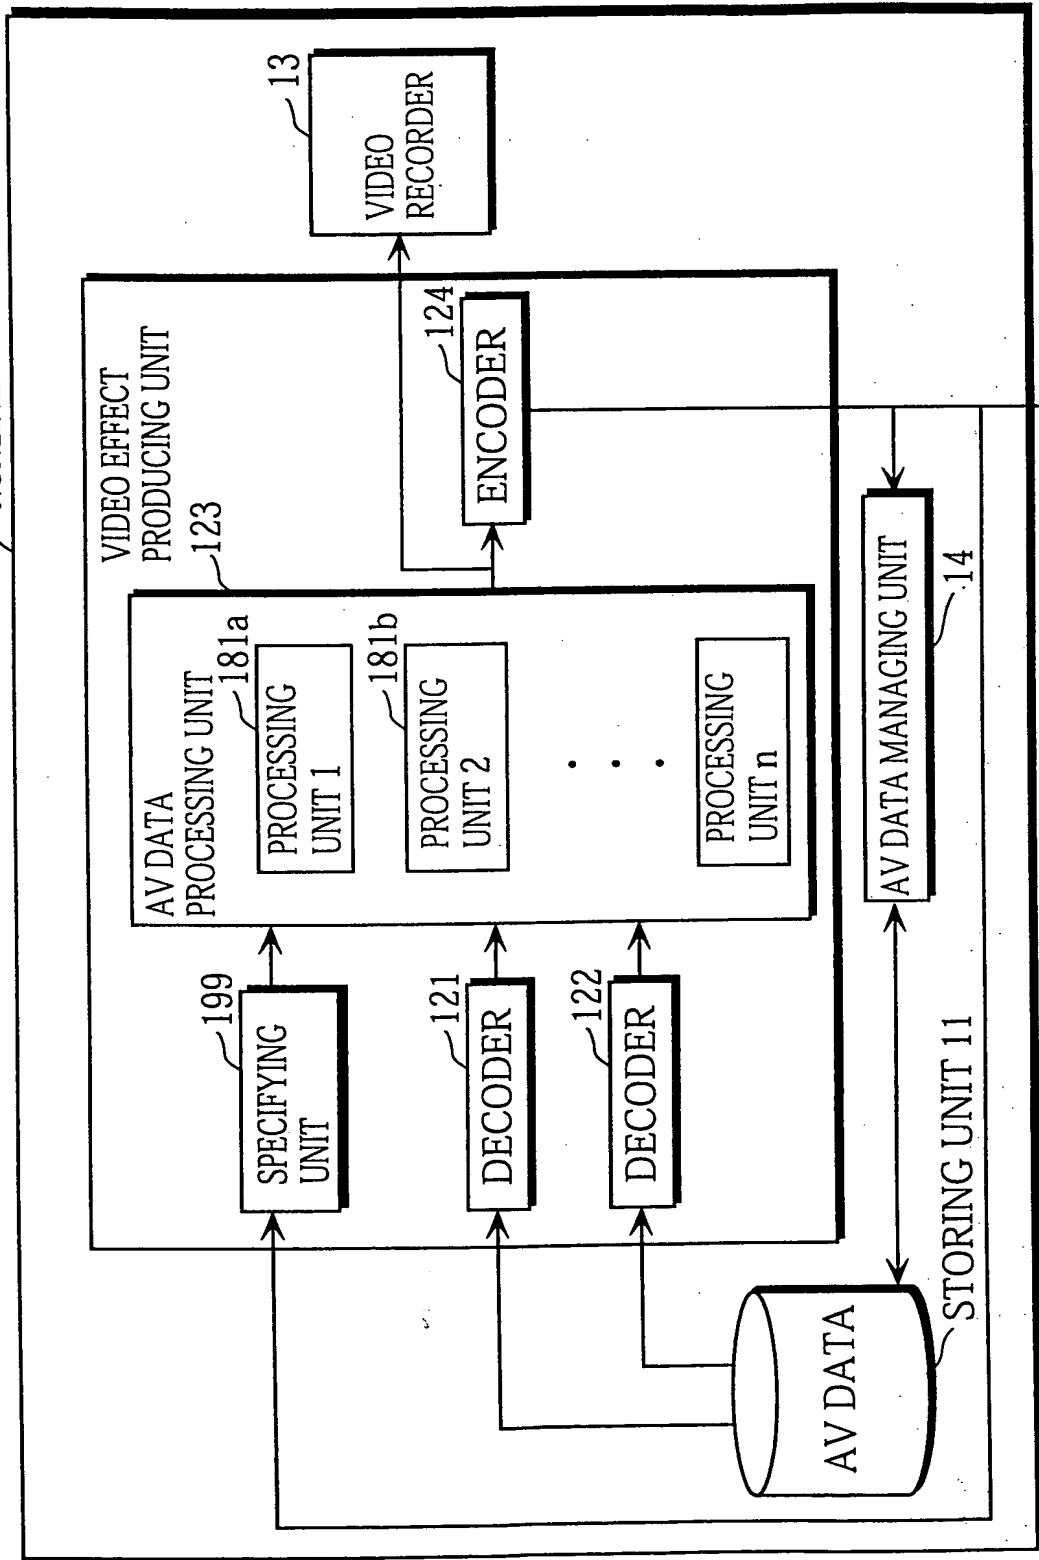 VIDEO EFFECT
PRODUCING UNIT
AV DATA
PROCESSING UNIT
123
199
SPECIFYING
UNIT
181a
PROCESSING
UNIT 1
13
VIDEO
RECORDER
121
DECODER
181b
PROCESSING
UNIT 2
124
ENCODER
122
DECODER
. . .
PROCESSING
UNIT n
AV DATA
STORING UNIT 11
AV DATA MANAGING UNIT
14